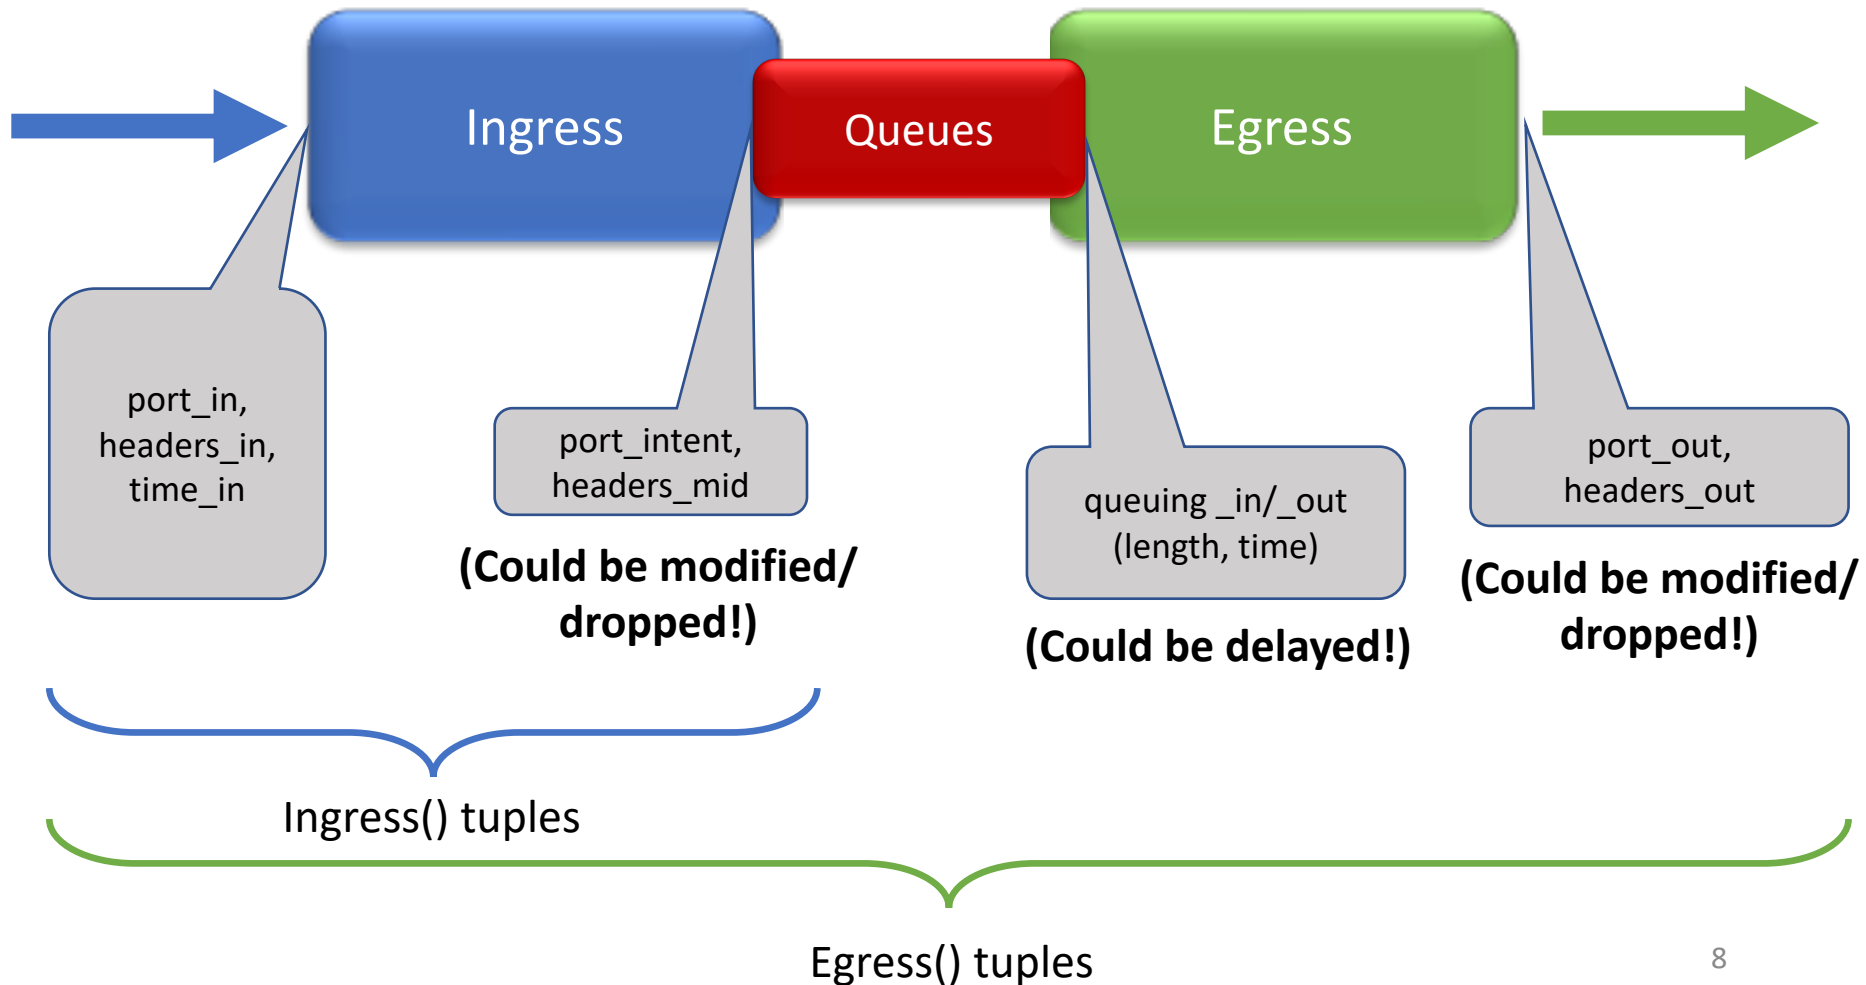 Ingress
Queues
Egress
port_in,
headers_in,
time_in
port_intent,
headers_mid
(Could be modified/
dropped!)
queuing _in/_out
(length, time)
(Could be delayed!)
port_out,
headers_out
(Could be modified/
dropped!)
Ingress() tuples
Egress() tuples
8